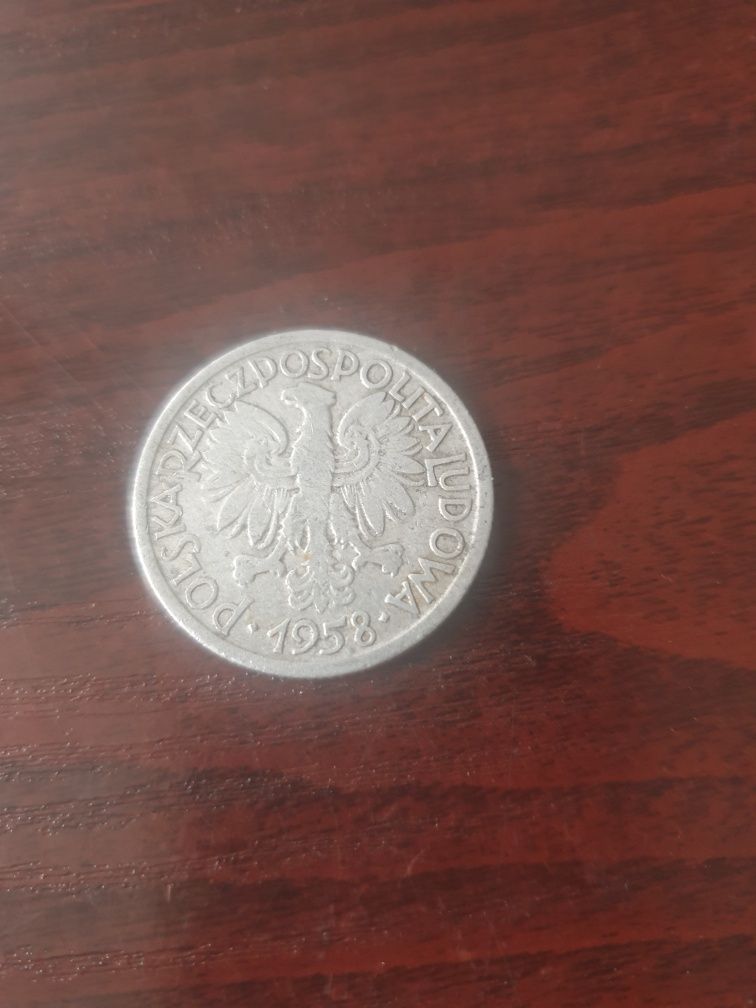 POLSKA RZECZPOSPOLITA LUDOWA
· 1958 ·